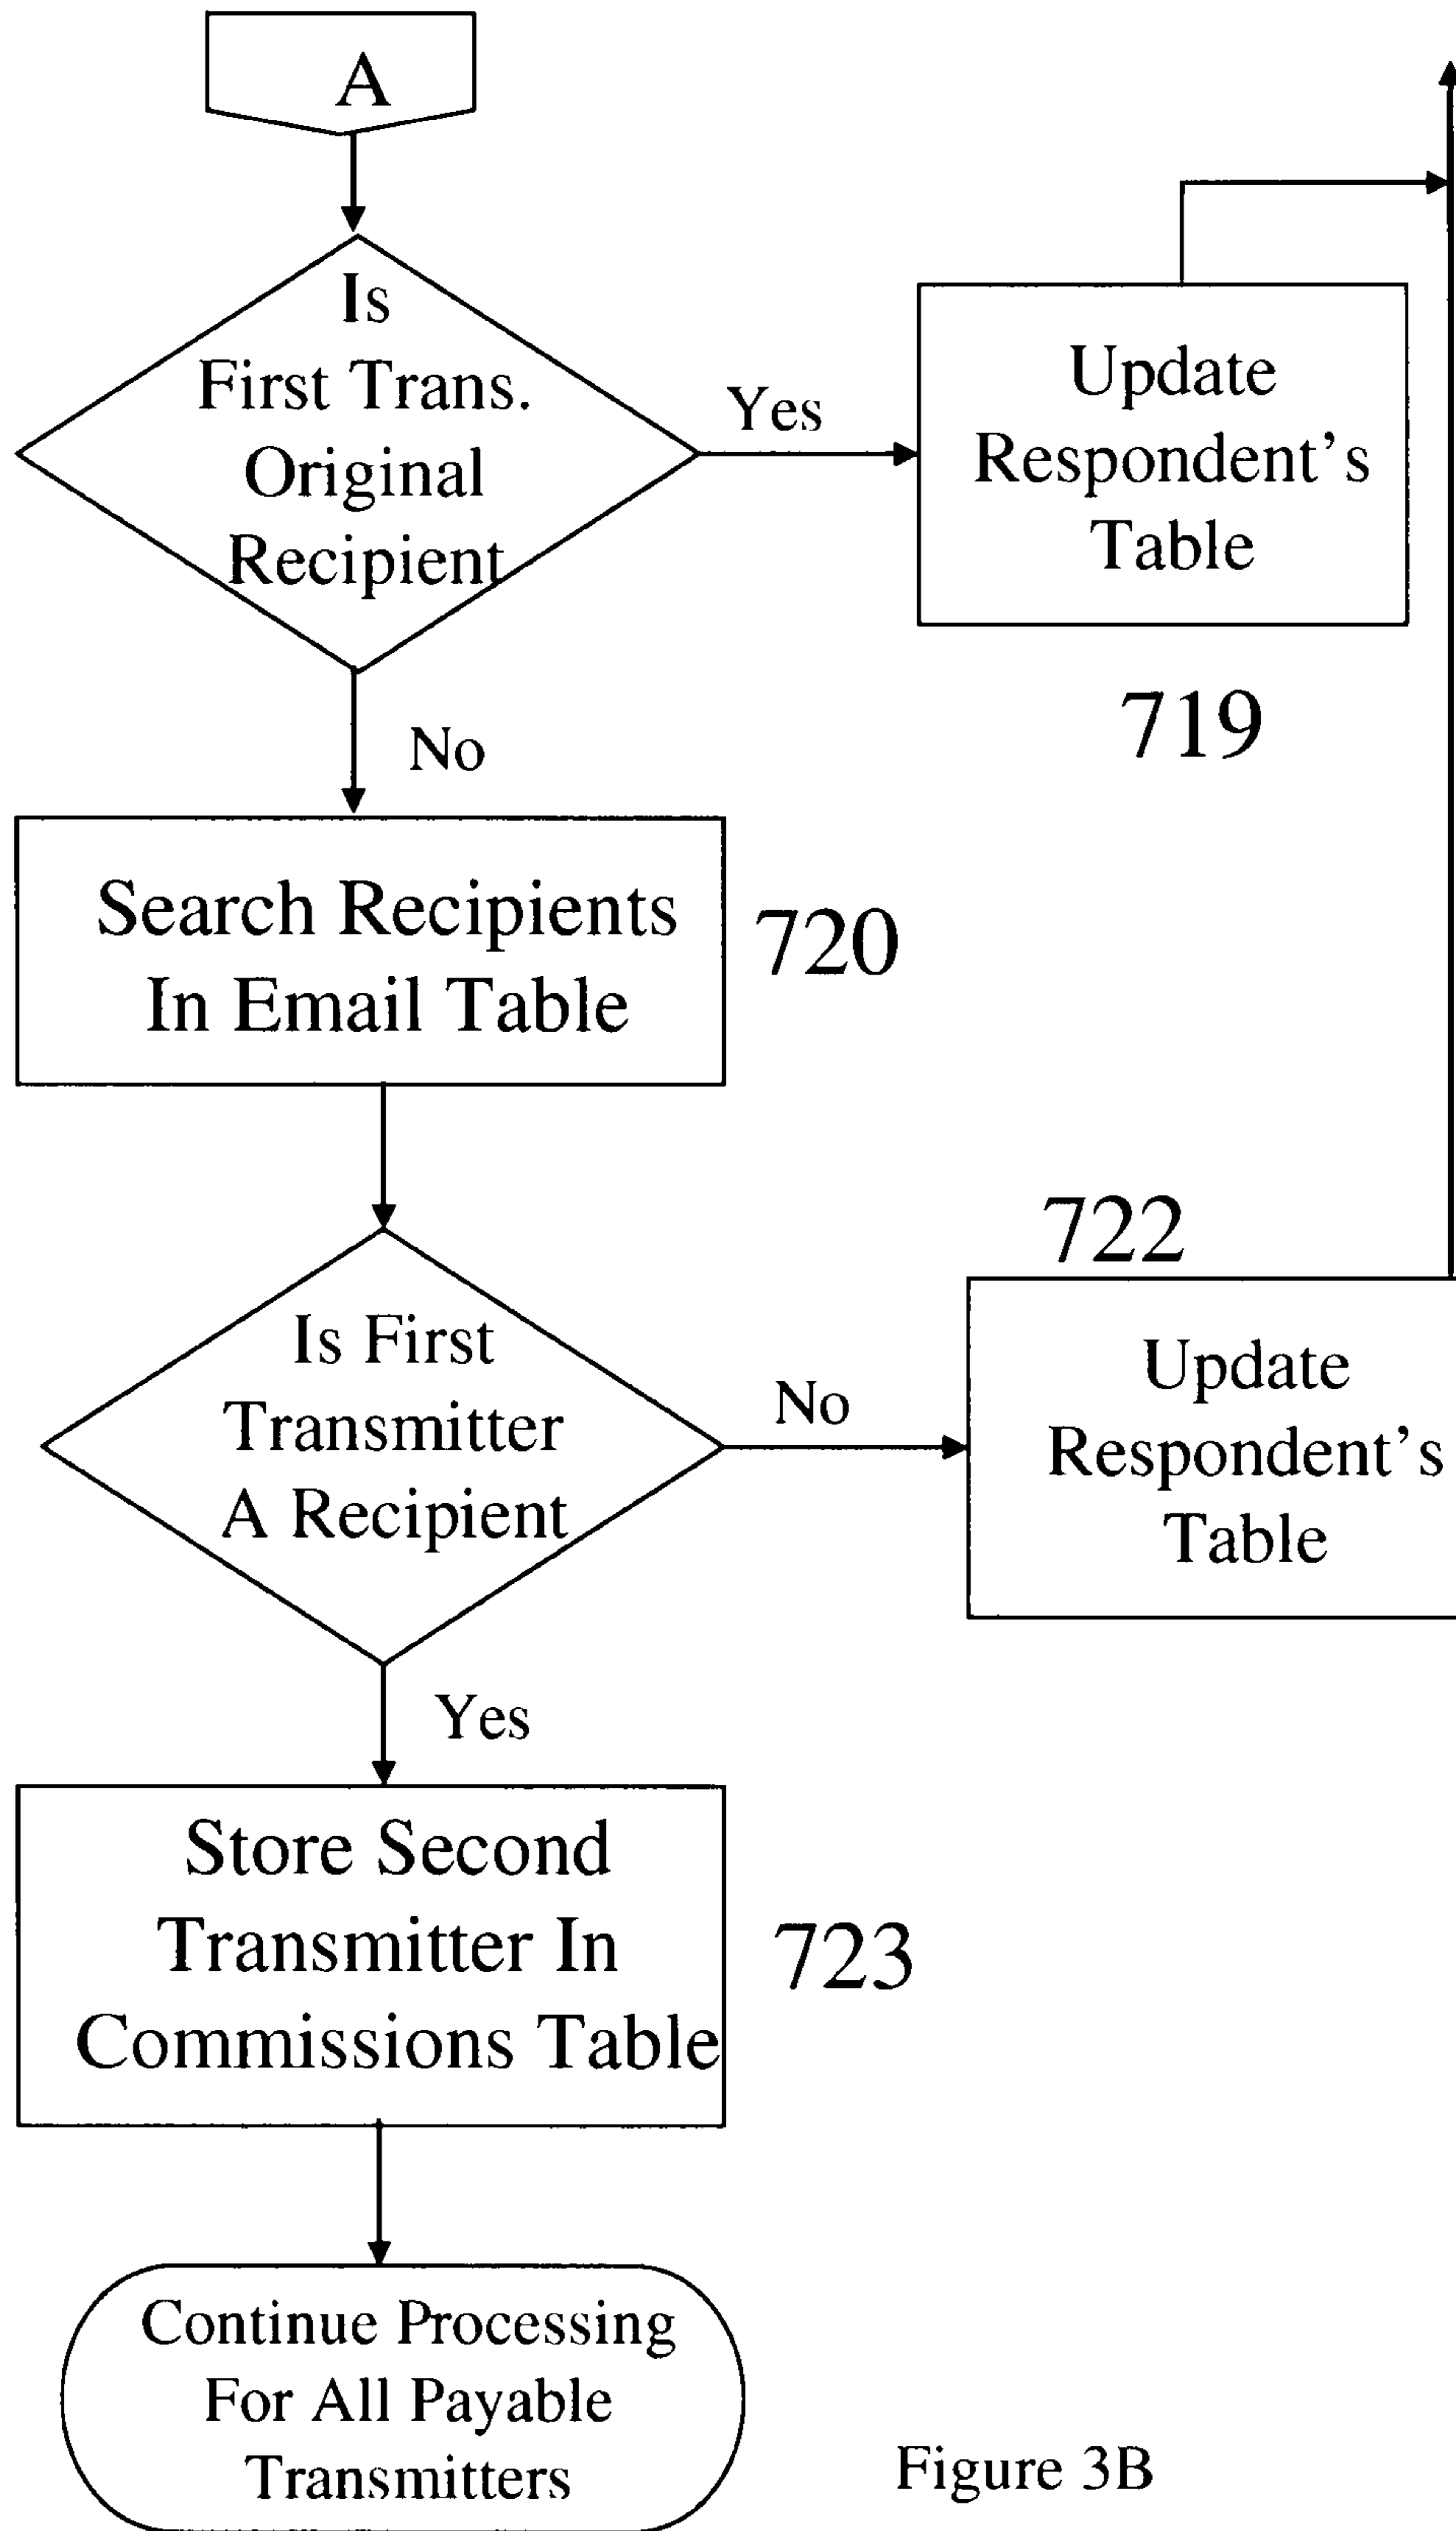 A
Is
First Trans.
Original
Recipient
Yes
Update
Respondent's
Table
719
No
Search Recipients
In Email Table
720
722
Is First
Transmitter
A Recipient
No
Update
Respondent's
Table
Yes
Store Second
Transmitter In
Commissions Table
723
Continue Processing
For All Payable
Transmitters
Figure 3B